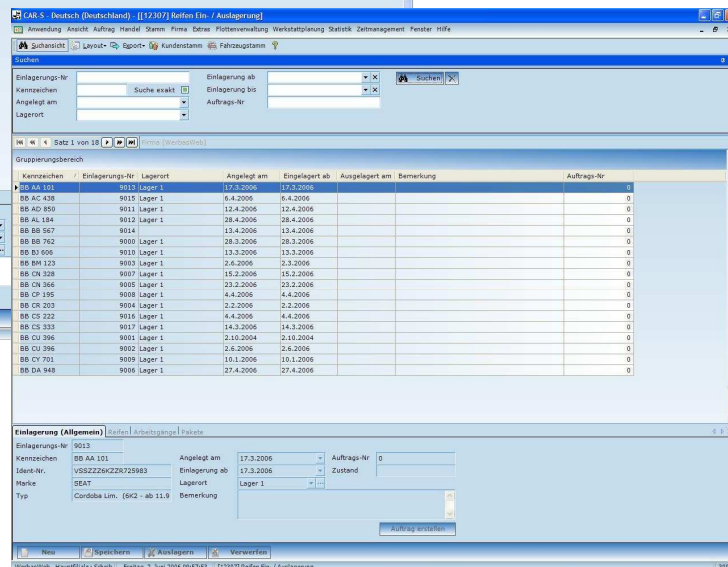 CAR-S - Deutsch (Deutschland) - [[12307] Reifen Ein- / Auslagerung]
Anwendung Ansicht Auftrag Handel Stamm Firma Extras Flottenverwaltung Werkstattplanung Statistik Zeitmanagement Fenster Hilfe
Suchansicht Layout Export Kundenstamm Fahrzeugstamm
Suchen
Einlagerungs-Nr Einlagerung ab Suchen
Kennzeichen Suche exakt Einlagerung bis
Angelegt am Auftrags-Nr
Lagerort
Satz 1 von 18 Firma [WerbasWeb]
Gruppierungsbereich
Kennzeichen / Einlagerungs-Nr Lagerort Angelegt am Eingelagert ab Ausgelagert am Bemerkung Auftrags-Nr
BB AA 101 9013 Lager 1 17.3.2006 17.3.2006 0
BB AC 438 9015 Lager 1 6.4.2006 6.4.2006 0
BB AD 850 9011 Lager 1 12.4.2006 12.4.2006 0
BB AL 184 9012 Lager 1 28.4.2006 28.4.2006 0
BB BB 567 9014 13.4.2006 13.4.2006 0
BB BB 762 9000 Lager 1 28.3.2006 28.3.2006 0
BB BJ 606 9010 Lager 1 13.3.2006 13.3.2006 0
BB BM 123 9003 Lager 1 2.6.2006 2.3.2006 0
BB CN 328 9007 Lager 1 15.2.2006 15.2.2006 0
BB CN 366 9005 Lager 1 23.2.2006 23.2.2006 0
BB CP 195 9008 Lager 1 4.4.2006 4.4.2006 0
BB CR 203 9004 Lager 1 2.2.2006 2.2.2006 0
BB CS 222 9016 Lager 1 4.4.2006 4.4.2006 0
BB CS 333 9017 Lager 1 14.3.2006 14.3.2006 0
BB CU 396 9001 Lager 1 2.10.2004 2.10.2004 0
BB CU 396 9002 Lager 1 2.6.2006 2.6.2006 0
BB CY 701 9009 Lager 1 10.1.2006 10.1.2006 0
BB DA 948 9006 Lager 1 27.4.2006 27.4.2006 0
Einlagerung (Allgemein) Reifen Arbeitsgänge Pakete
Einlagerungs-Nr 9013
Kennzeichen BB AA 101 Angelegt am 17.3.2006 Auftrags-Nr 0
Ident-Nr. VSSZZZ6KZZR725983 Einlagerung ab 17.3.2006 Zustand
Marke SEAT Lagerort Lager 1
Typ Cordoba Lim. (6K2 - ab 11.9 Bemerkung
Auftrag erstellen
Neu Speichern Auslagern Verwerfen